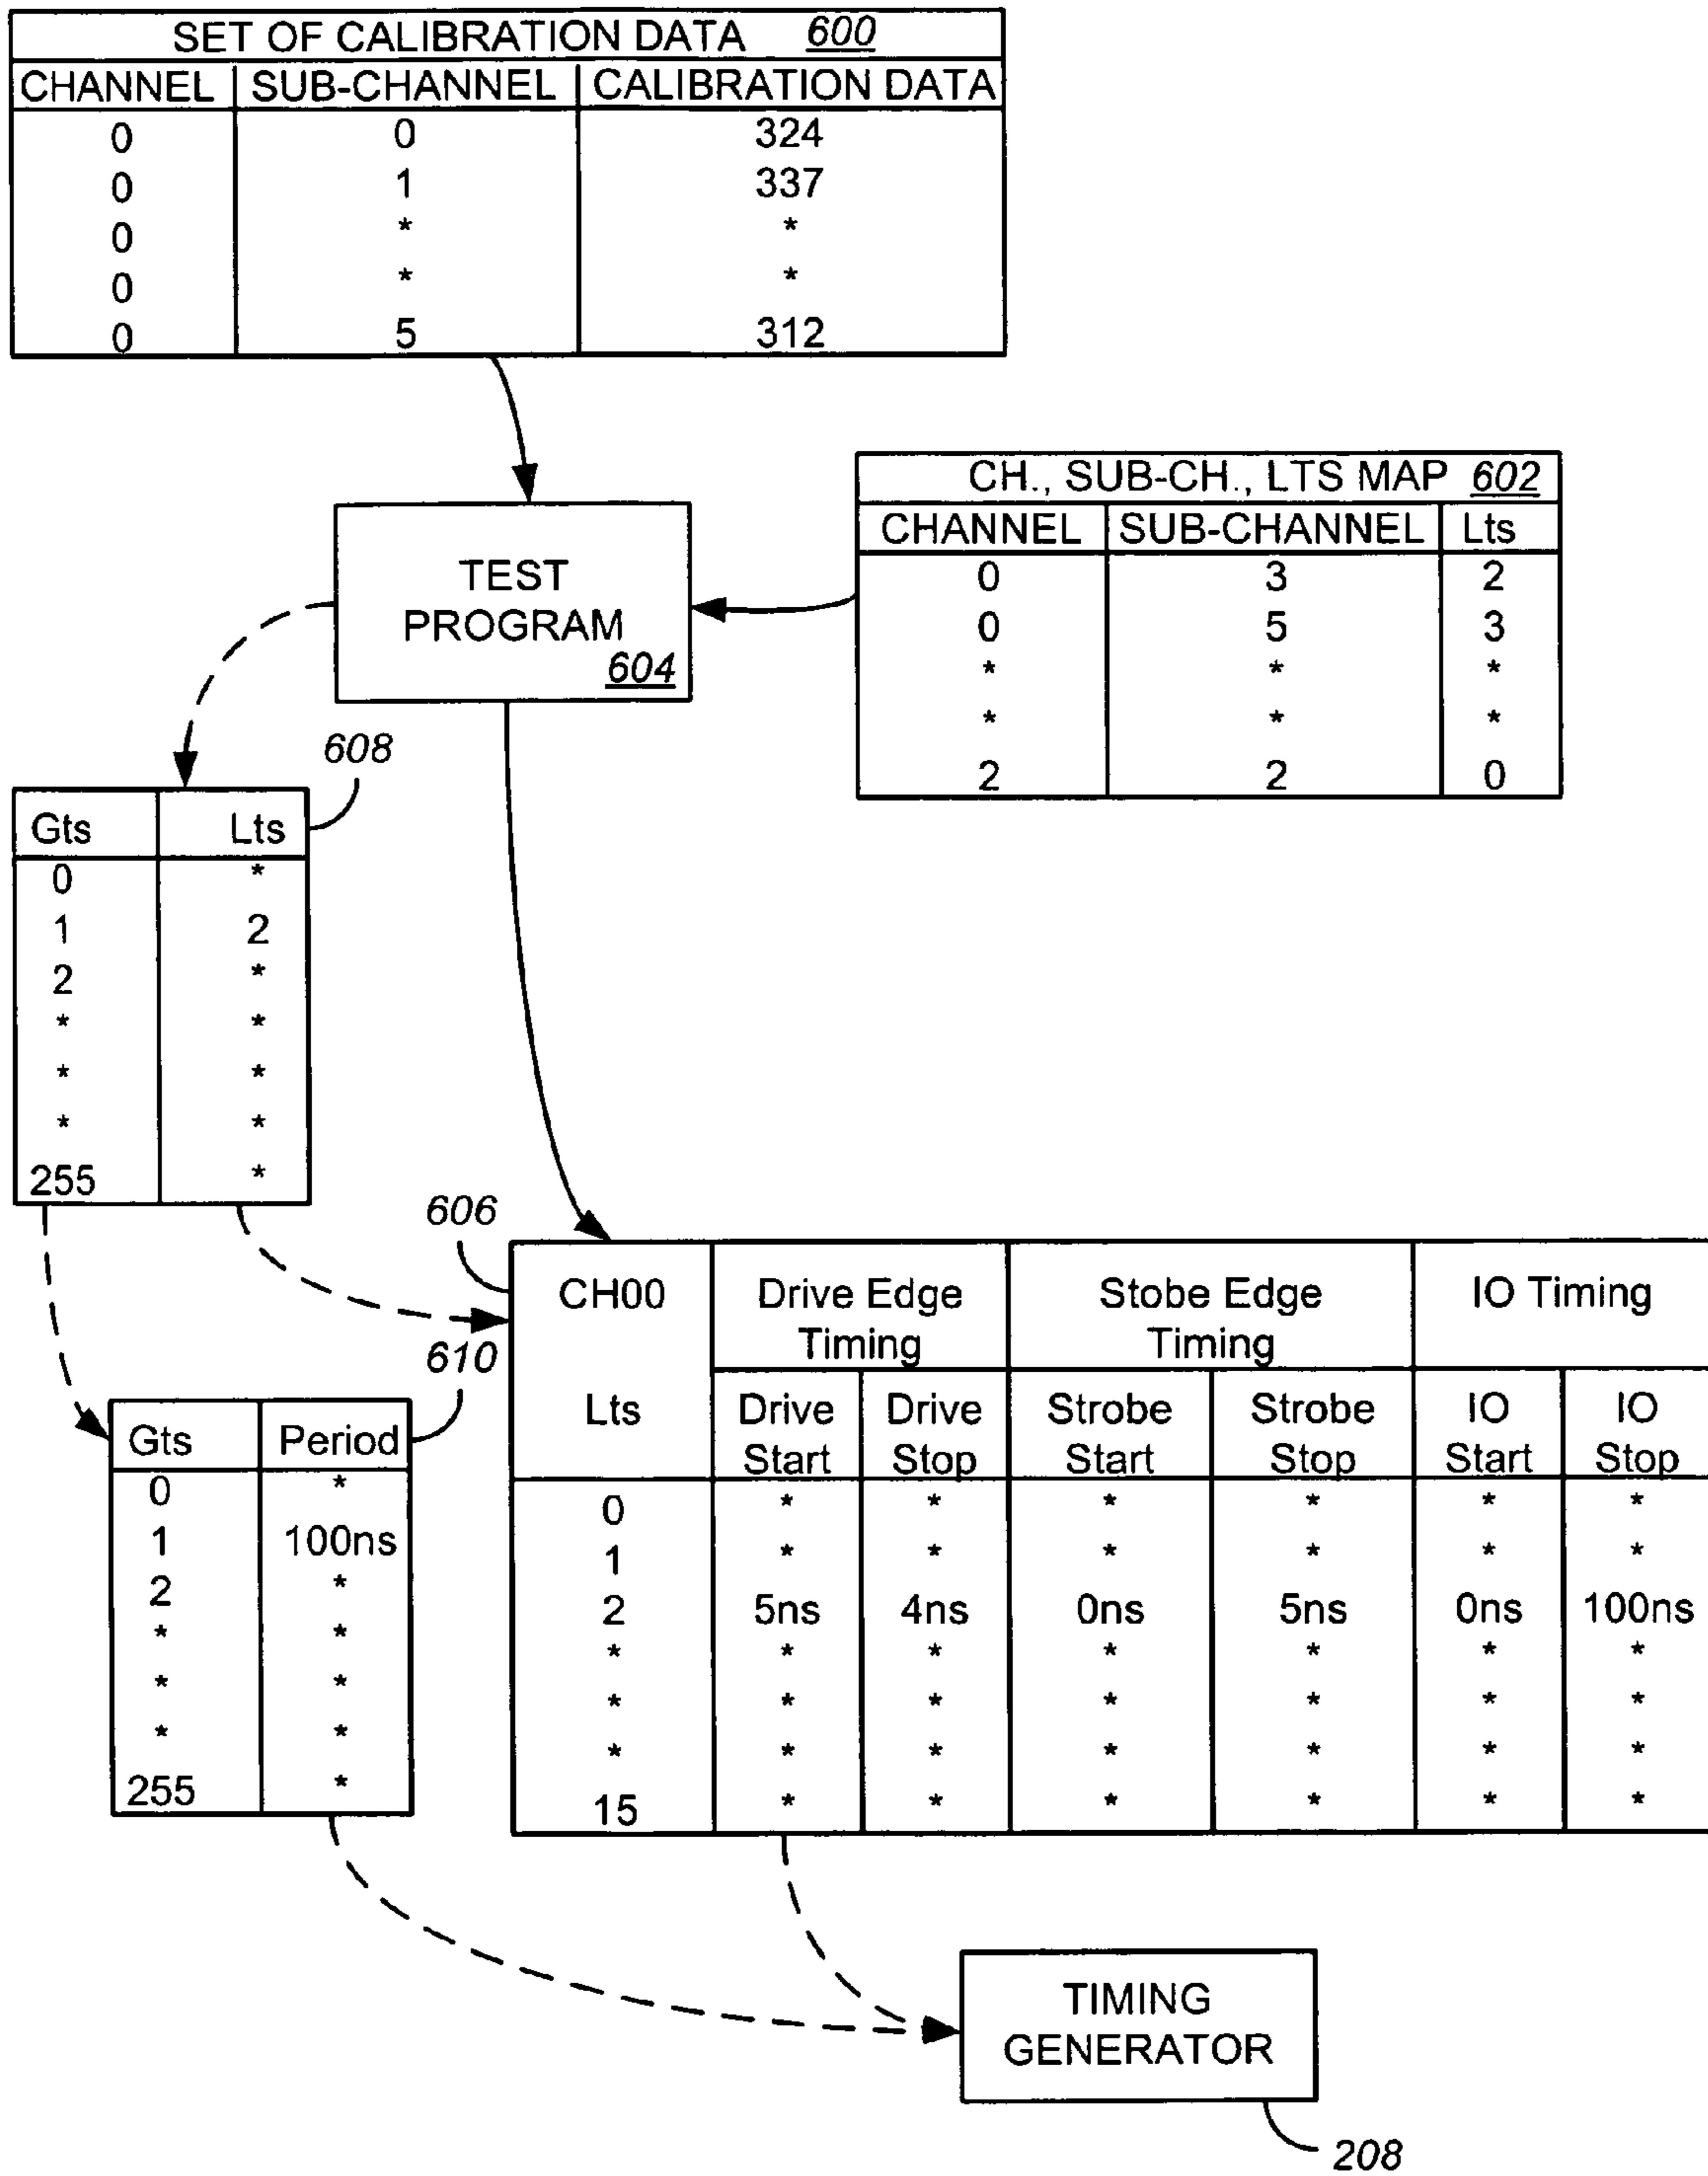 SET OF CALIBRATION DATA 600
CHANNEL SUB-CHANNEL CALIBRATION DATA
0 0 324
0 1 337
0 * *
0 * *
0 5 312
TEST
PROGRAM
604
CH., SUB-CH., LTS MAP 602
CHANNEL SUB-CHANNEL Lts
0 3 2
0 5 3
* * *
* * *
2 2 0
608
Gts Lts
0 *
1 2
2 *
* *
* *
* *
255 *
606
610
Gts Period
0 *
1 100ns
2 *
* *
* *
* *
255 *
CH00 Drive Edge Stobe Edge IO Timing
Timing Timing
Lts Drive Drive Strobe Strobe IO IO
Start Stop Start Stop Start Stop
0 * * * * * *
1 * * * * * *
2 5ns 4ns 0ns 5ns 0ns 100ns
* * * * * * *
* * * * * * *
* * * * * * *
15 * * * * * *
TIMING
GENERATOR
208